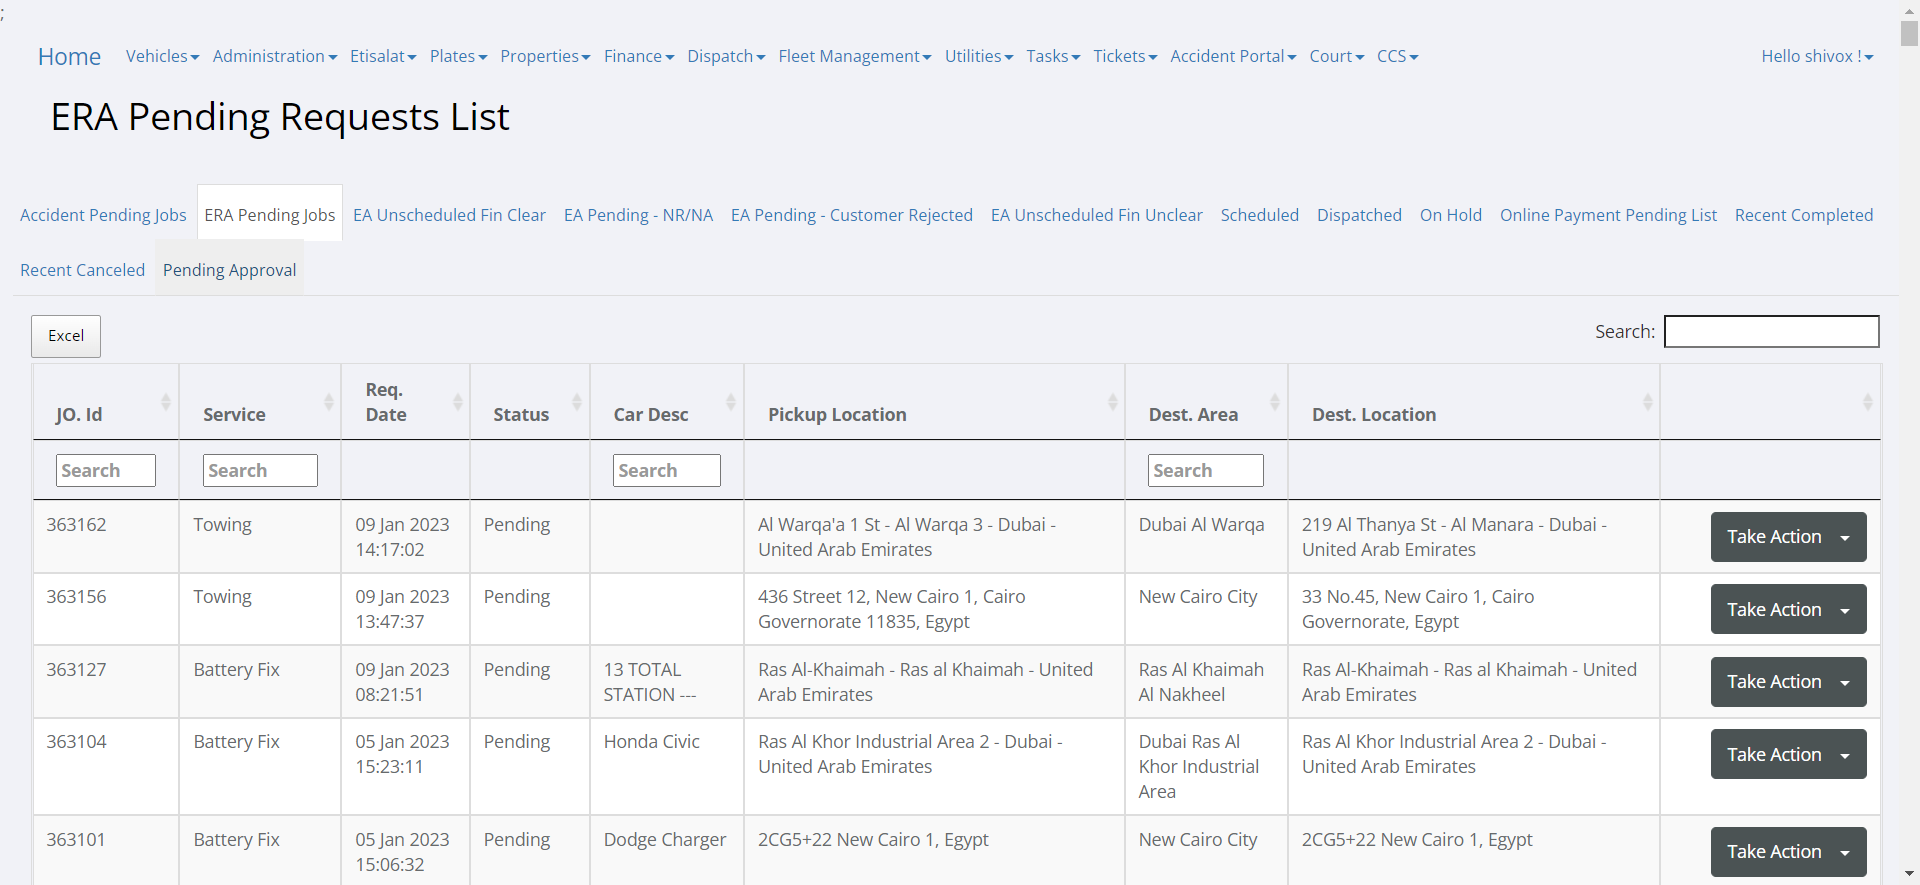 ;
Home Vehicles Administration Etisalat Plates Properties Finance Dispatch Fleet Management Utilities Tasks Tickets Accident Portal Court CCS Hello shivox !
ERA Pending Requests List
Accident Pending Jobs ERA Pending Jobs EA Unscheduled Fin Clear EA Pending - NR/NA EA Pending - Customer Rejected EA Unscheduled Fin Unclear Scheduled Dispatched On Hold Online Payment Pending List Recent Completed
Recent Canceled Pending Approval
Excel Search:
JO. Id Service Req. Date Status Car Desc Pickup Location Dest. Area Dest. Location
Search Search Search Search
363162 Towing 09 Jan 2023 Pending Al Warqa'a 1 St - Al Warqa 3 - Dubai - Dubai Al Warqa 219 Al Thanya St - Al Manara - Dubai - Take Action
14:17:02 United Arab Emirates United Arab Emirates
363156 Towing 09 Jan 2023 Pending 436 Street 12, New Cairo 1, Cairo New Cairo City 33 No.45, New Cairo 1, Cairo Take Action
13:47:37 Governorate 11835, Egypt Governorate, Egypt
363127 Battery Fix 09 Jan 2023 Pending 13 TOTAL Ras Al-Khaimah - Ras al Khaimah - United Ras Al Khaimah Ras Al-Khaimah - Ras al Khaimah - United Take Action
08:21:51 STATION --- Arab Emirates Al Nakheel Arab Emirates
363104 Battery Fix 05 Jan 2023 Pending Honda Civic Ras Al Khor Industrial Area 2 - Dubai - Dubai Ras Al Ras Al Khor Industrial Area 2 - Dubai - Take Action
15:23:11 United Arab Emirates Khor Industrial United Arab Emirates
Area
363101 Battery Fix 05 Jan 2023 Pending Dodge Charger 2CG5+22 New Cairo 1, Egypt New Cairo City 2CG5+22 New Cairo 1, Egypt Take Action
15:06:32